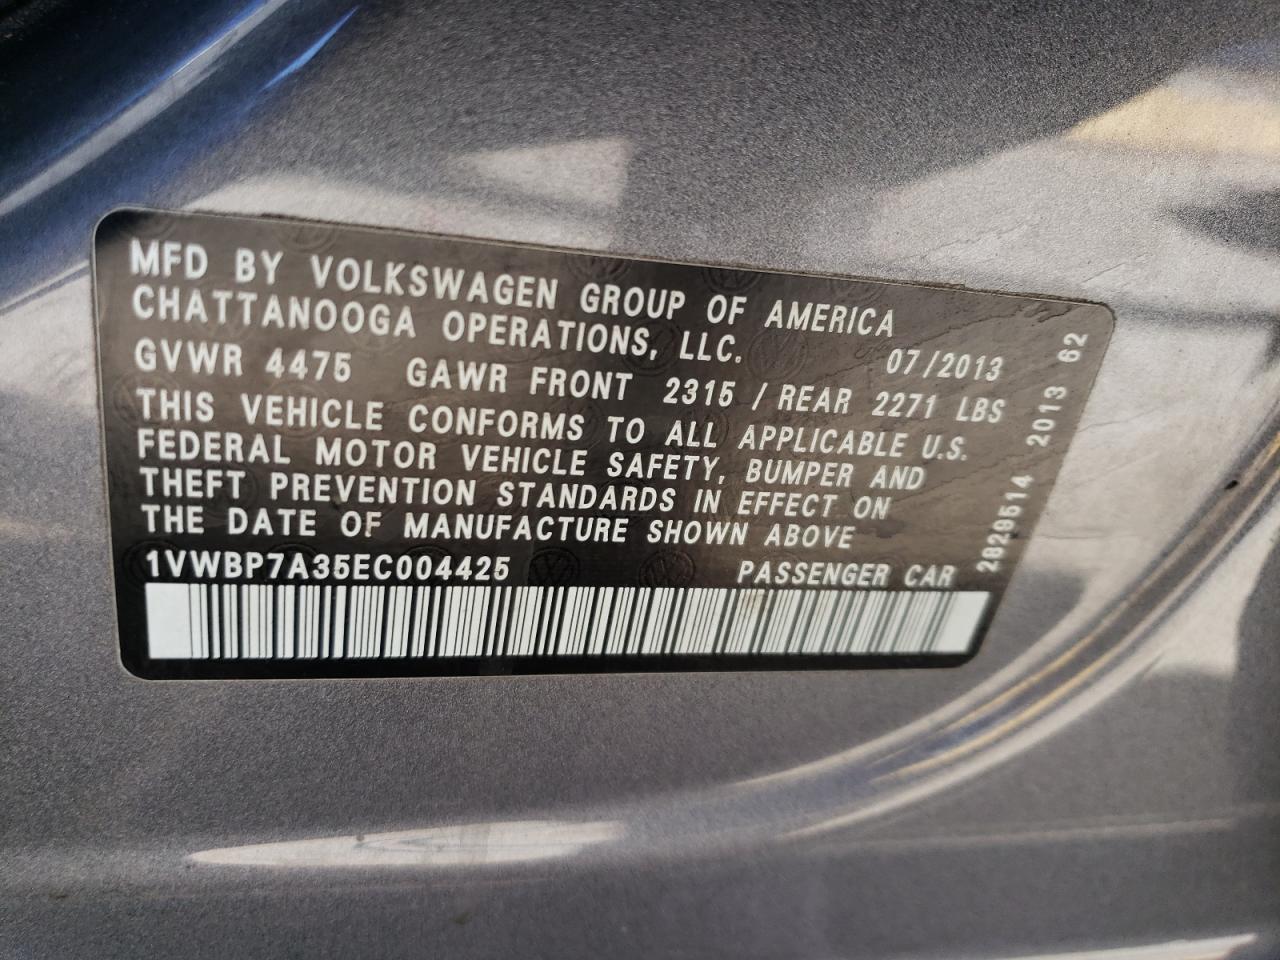 MFD BY VOLKSWAGEN GROUP OF AMERICA
CHATTANOOGA OPERATIONS, LLC.
07/2013
GVWR 4475 GAWR FRONT 2315 / REAR 2271 LBS
THIS VEHICLE CONFORMS TO ALL APPLICABLE U.S.
FEDERAL MOTOR VEHICLE SAFETY, BUMPER AND
THEFT PREVENTION STANDARDS IN EFFECT ON
THE DATE OF MANUFACTURE SHOWN ABOVE
1VWBP7A35EC004425 PASSENGER CAR
2829514 2013 62